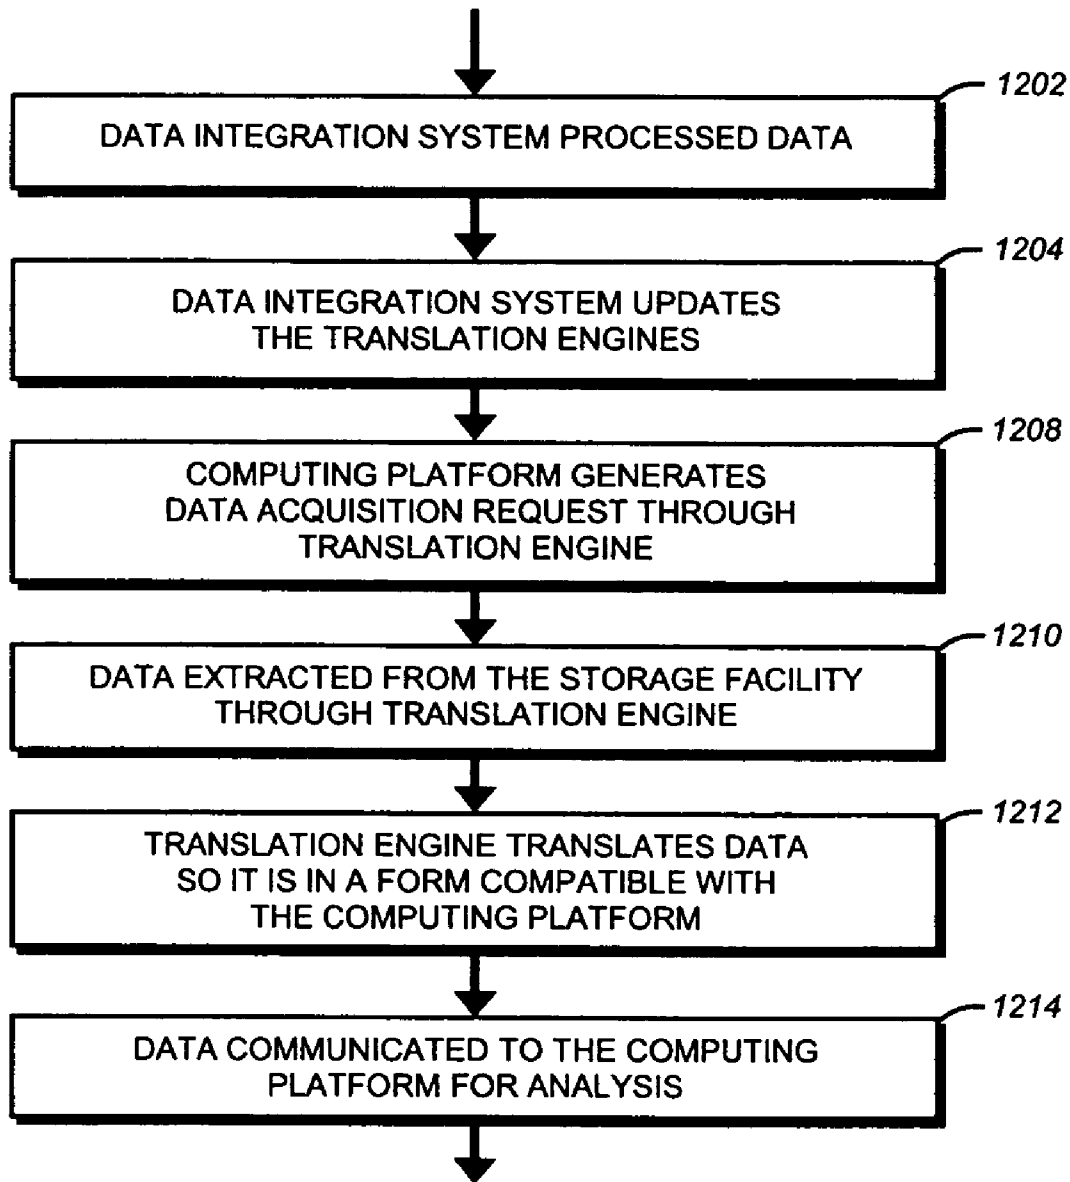 1202
DATA INTEGRATION SYSTEM PROCESSED DATA
1204
DATA INTEGRATION SYSTEM UPDATES
THE TRANSLATION ENGINES
1208
COMPUTING PLATFORM GENERATES
DATA ACQUISITION REQUEST THROUGH
TRANSLATION ENGINE
1210
DATA EXTRACTED FROM THE STORAGE FACILITY
THROUGH TRANSLATION ENGINE
1212
TRANSLATION ENGINE TRANSLATES DATA
SO IT IS IN A FORM COMPATIBLE WITH
THE COMPUTING PLATFORM
1214
DATA COMMUNICATED TO THE COMPUTING
PLATFORM FOR ANALYSIS